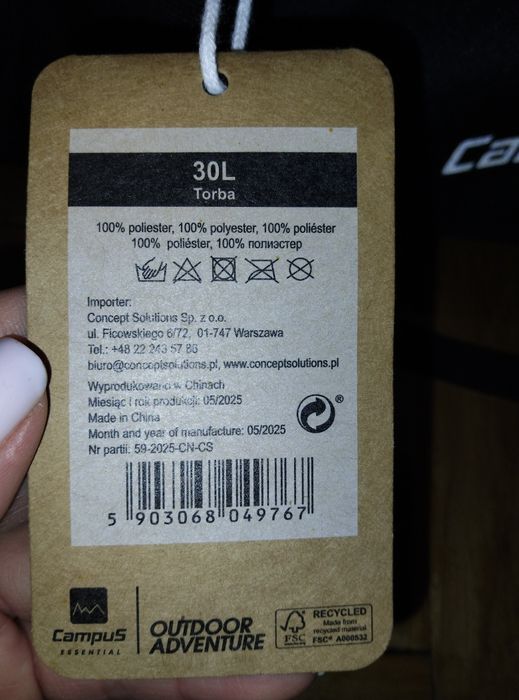 Ca
30L
Torba
100% poliester, 100% polyester, 100% poliéster
100% poliéster, 100% полиэстер
Importer:
Concept Solutions Sp. z o.o.
ul. Ficowskiego 6/72, 01-747 Warszawa
Tel.: +48 22 243 57 86
biuro@conceptsolutions.pl, www.conceptsolutions.pl
Wyprodukowano w Chinach
Miesiąc i rok produkcji: 05/2025
Made in China
Month and year of manufacture: 05/2025
Nr partii: 59-2025-CN-CS
®
5 903068 049767
CAMPUS
ESSENTIAL
OUTDOOR
ADVENTURE
FSC
RECYCLED
Made from
recycled material
FSC® A000532